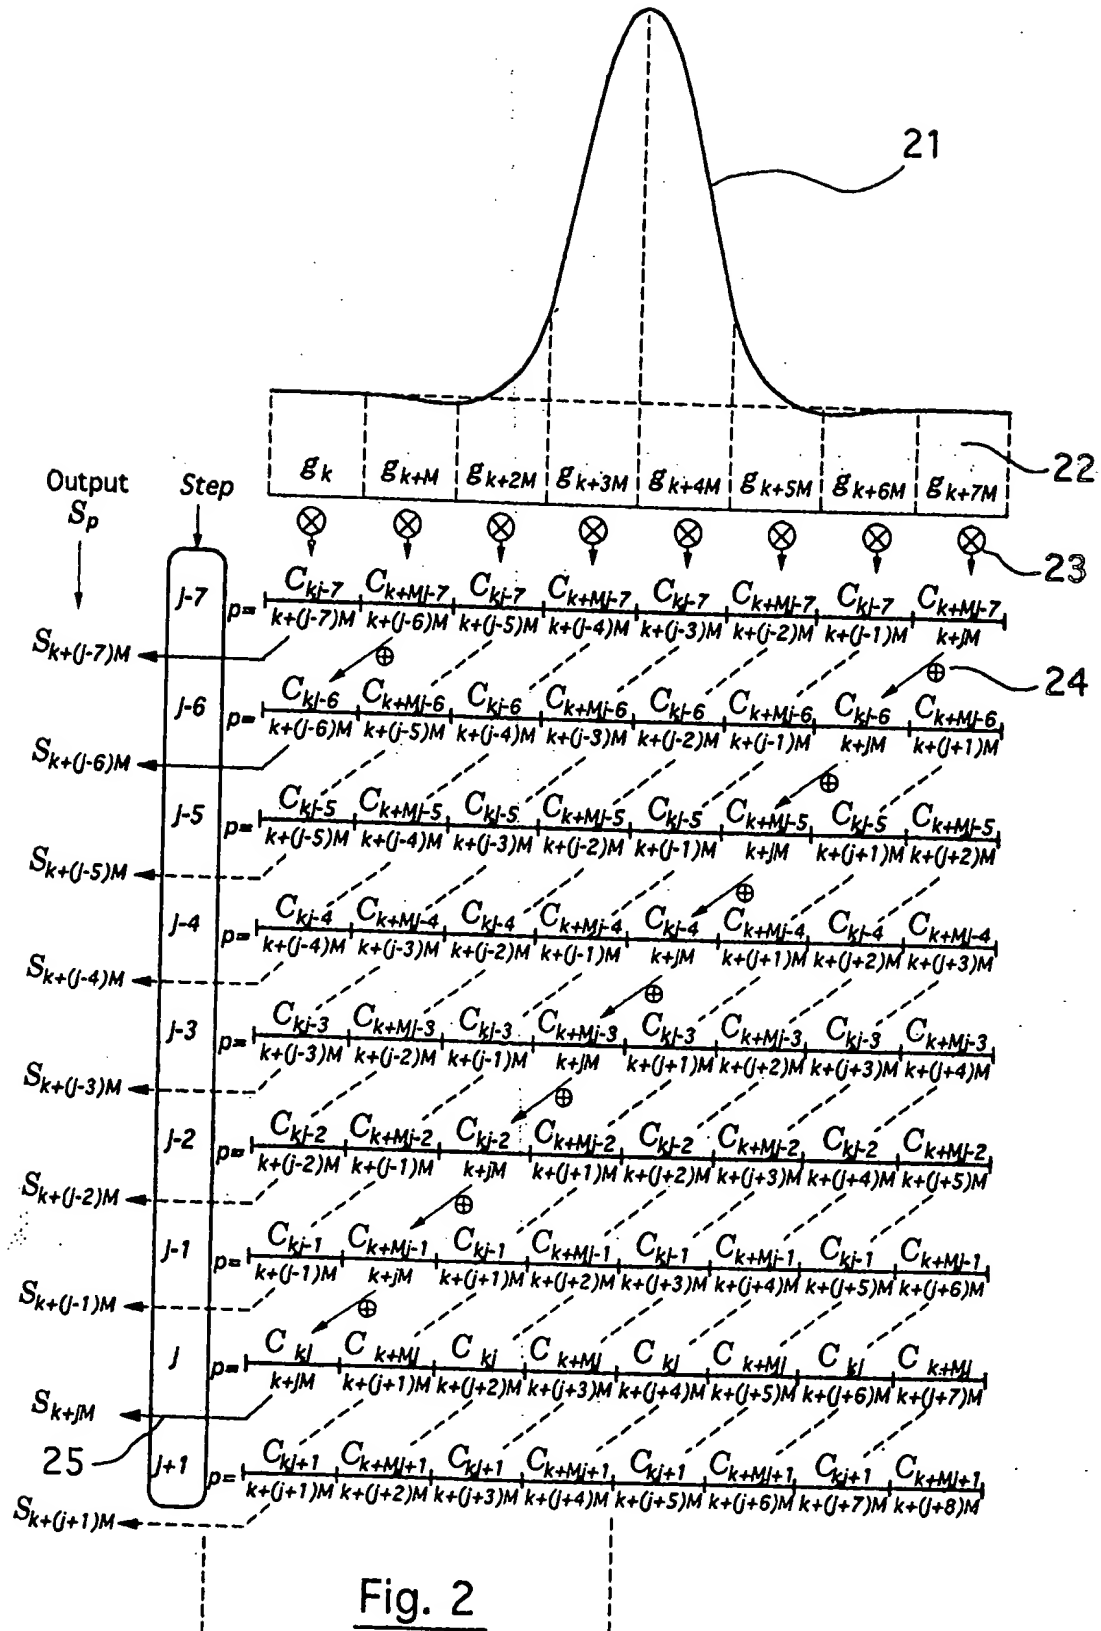 21
g_k g_{k+M} g_{k+2M} g_{k+3M} g_{k+4M} g_{k+5M} g_{k+6M} g_{k+7M}
22
Output S_p
Step
⊗ ⊗ ⊗ ⊗ ⊗ ⊗ ⊗ ⊗
23
j-7 p= C_{kj-7} C_{k+Mj-7} C_{kj-7} C_{k+Mj-7} C_{kj-7} C_{k+Mj-7} C_{kj-7} C_{k+Mj-7}
k+(j-7)M k+(j-6)M k+(j-5)M k+(j-4)M k+(j-3)M k+(j-2)M k+(j-1)M k+jM
S_{k+(j-7)M}
⊕ ⊕ 24
j-6 p= C_{kj-6} C_{k+Mj-6} C_{kj-6} C_{k+Mj-6} C_{kj-6} C_{k+Mj-6} C_{kj-6} C_{k+Mj-6}
k+(j-6)M k+(j-5)M k+(j-4)M k+(j-3)M k+(j-2)M k+(j-1)M k+jM k+(j+1)M
S_{k+(j-6)M}
⊕
j-5 p= C_{kj-5} C_{k+Mj-5} C_{kj-5} C_{k+Mj-5} C_{kj-5} C_{k+Mj-5} C_{kj-5} C_{k+Mj-5}
k+(j-5)M k+(j-4)M k+(j-3)M k+(j-2)M k+(j-1)M k+jM k+(j+1)M k+(j+2)M
S_{k+(j-5)M}
⊕
j-4 p= C_{kj-4} C_{k+Mj-4} C_{kj-4} C_{k+Mj-4} C_{kj-4} C_{k+Mj-4} C_{kj-4} C_{k+Mj-4}
k+(j-4)M k+(j-3)M k+(j-2)M k+(j-1)M k+jM k+(j+1)M k+(j+2)M k+(j+3)M
S_{k+(j-4)M}
⊕
j-3 p= C_{kj-3} C_{k+Mj-3} C_{kj-3} C_{k+Mj-3} C_{kj-3} C_{k+Mj-3} C_{kj-3} C_{k+Mj-3}
k+(j-3)M k+(j-2)M k+(j-1)M k+jM k+(j+1)M k+(j+2)M k+(j+3)M k+(j+4)M
S_{k+(j-3)M}
⊕
j-2 p= C_{kj-2} C_{k+Mj-2} C_{kj-2} C_{k+Mj-2} C_{kj-2} C_{k+Mj-2} C_{kj-2} C_{k+Mj-2}
k+(j-2)M k+(j-1)M k+jM k+(j+1)M k+(j+2)M k+(j+3)M k+(j+4)M k+(j+5)M
S_{k+(j-2)M}
⊕
j-1 p= C_{kj-1} C_{k+Mj-1} C_{kj-1} C_{k+Mj-1} C_{kj-1} C_{k+Mj-1} C_{kj-1} C_{k+Mj-1}
k+(j-1)M k+jM k+(j+1)M k+(j+2)M k+(j+3)M k+(j+4)M k+(j+5)M k+(j+6)M
S_{k+(j-1)M}
⊕
j p= C_{kj} C_{k+Mj} C_{kj} C_{k+Mj} C_{kj} C_{k+Mj} C_{kj} C_{k+Mj}
k+jM k+(j+1)M k+(j+2)M k+(j+3)M k+(j+4)M k+(j+5)M k+(j+6)M k+(j+7)M
S_{k+jM}
25
j+1 p= C_{kj+1} C_{k+Mj+1} C_{kj+1} C_{k+Mj+1} C_{kj+1} C_{k+Mj+1} C_{kj+1} C_{k+Mj+1}
k+(j+1)M k+(j+2)M k+(j+3)M k+(j+4)M k+(j+5)M k+(j+6)M k+(j+7)M k+(j+8)M
S_{k+(j+1)M}
Fig. 2